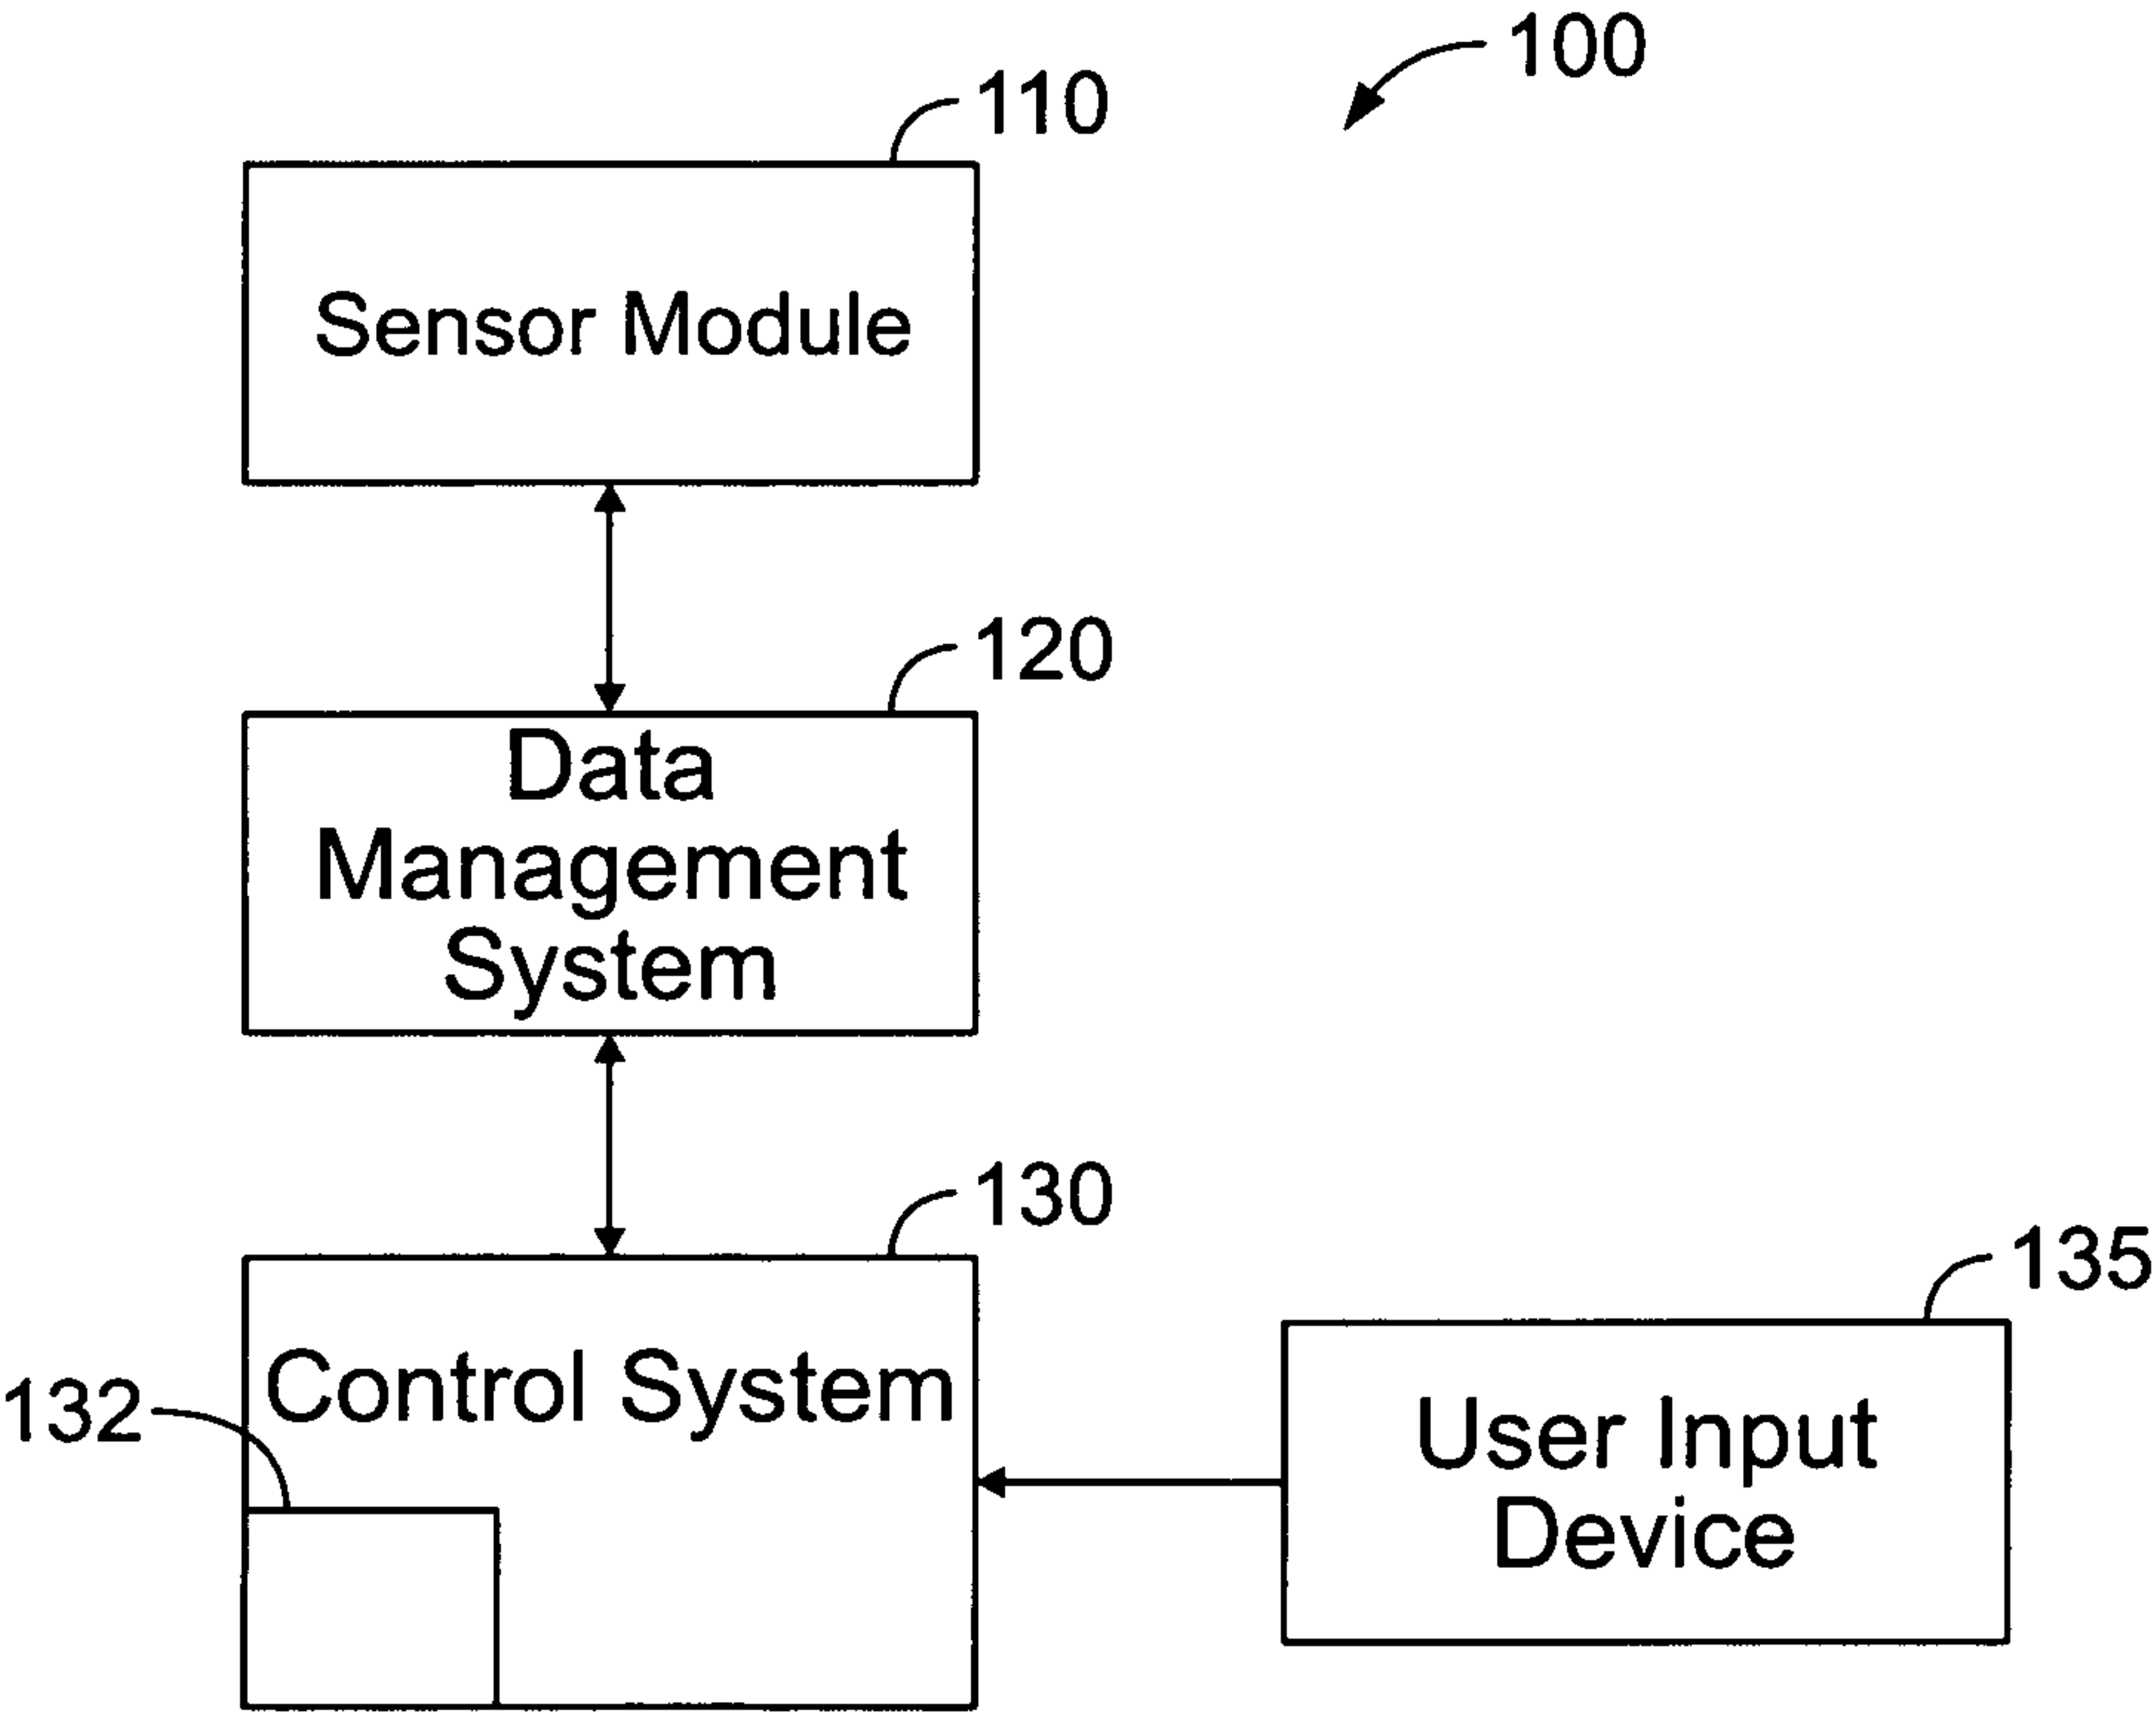 100
110
Sensor Module
120
Data
Management
System
130
Control System
132
135
User Input
Device